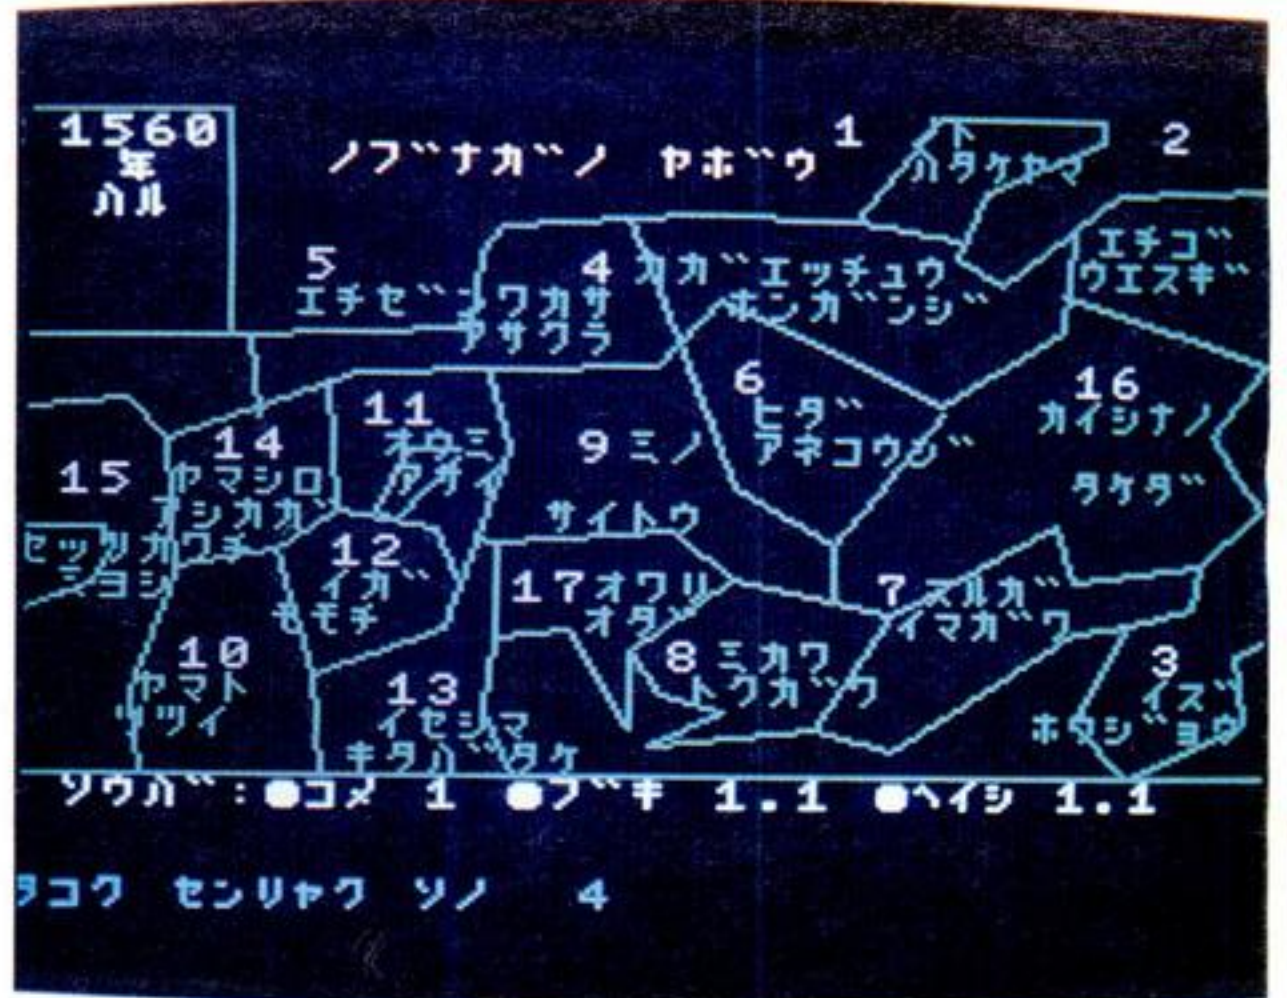 1560
年
ハル
ノブナガノ ヤボウ
1
ハタケヤマ
2
エチゴ
ウエスギ
5
エチゼン
4
ワカサ
アサクラ
カガ エッチュウ
ホンガンジ
6
ヒダ
アネコウジ
16
カイシナノ
タケダ
11
オウミ
アザイ
9 ミノ
サイトウ
14
ヤマシロ
アシカガ
15
セッツカワチ
ミヨシ
12
イガ
モモチ
17 オワリ
オダ
7 スルガ
イマガワ
8 ミカワ
トクガワ
3
イズ
ホウジョウ
10
ヤマト
ツツイ
13
イセシマ
キタバタケ
ソウバ:●コメ 1 ●ブキ 1.1 ●ヘイシ 1.1
タコク センリャク ソノ 4